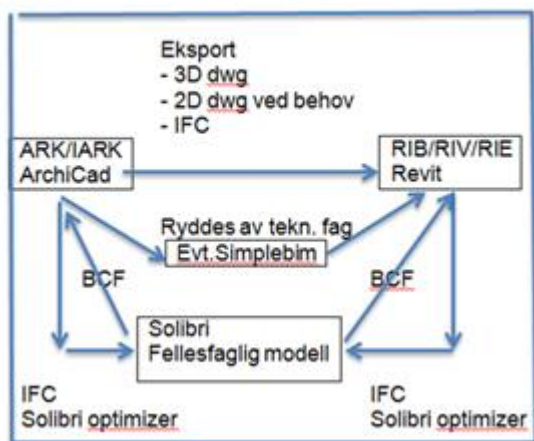 Eksport
- 3D dwg
- 2D dwg ved behov
- IFC
ARK/IARK
ArchiCad
RIB/RIV/RIE
Revit
Ryddes av tekn. fag
Evt.Simplebim
BCF
BCF
Solibri
Fellesfaglig modell
IFC
Solibri optimizer
IFC
Solibri optimizer